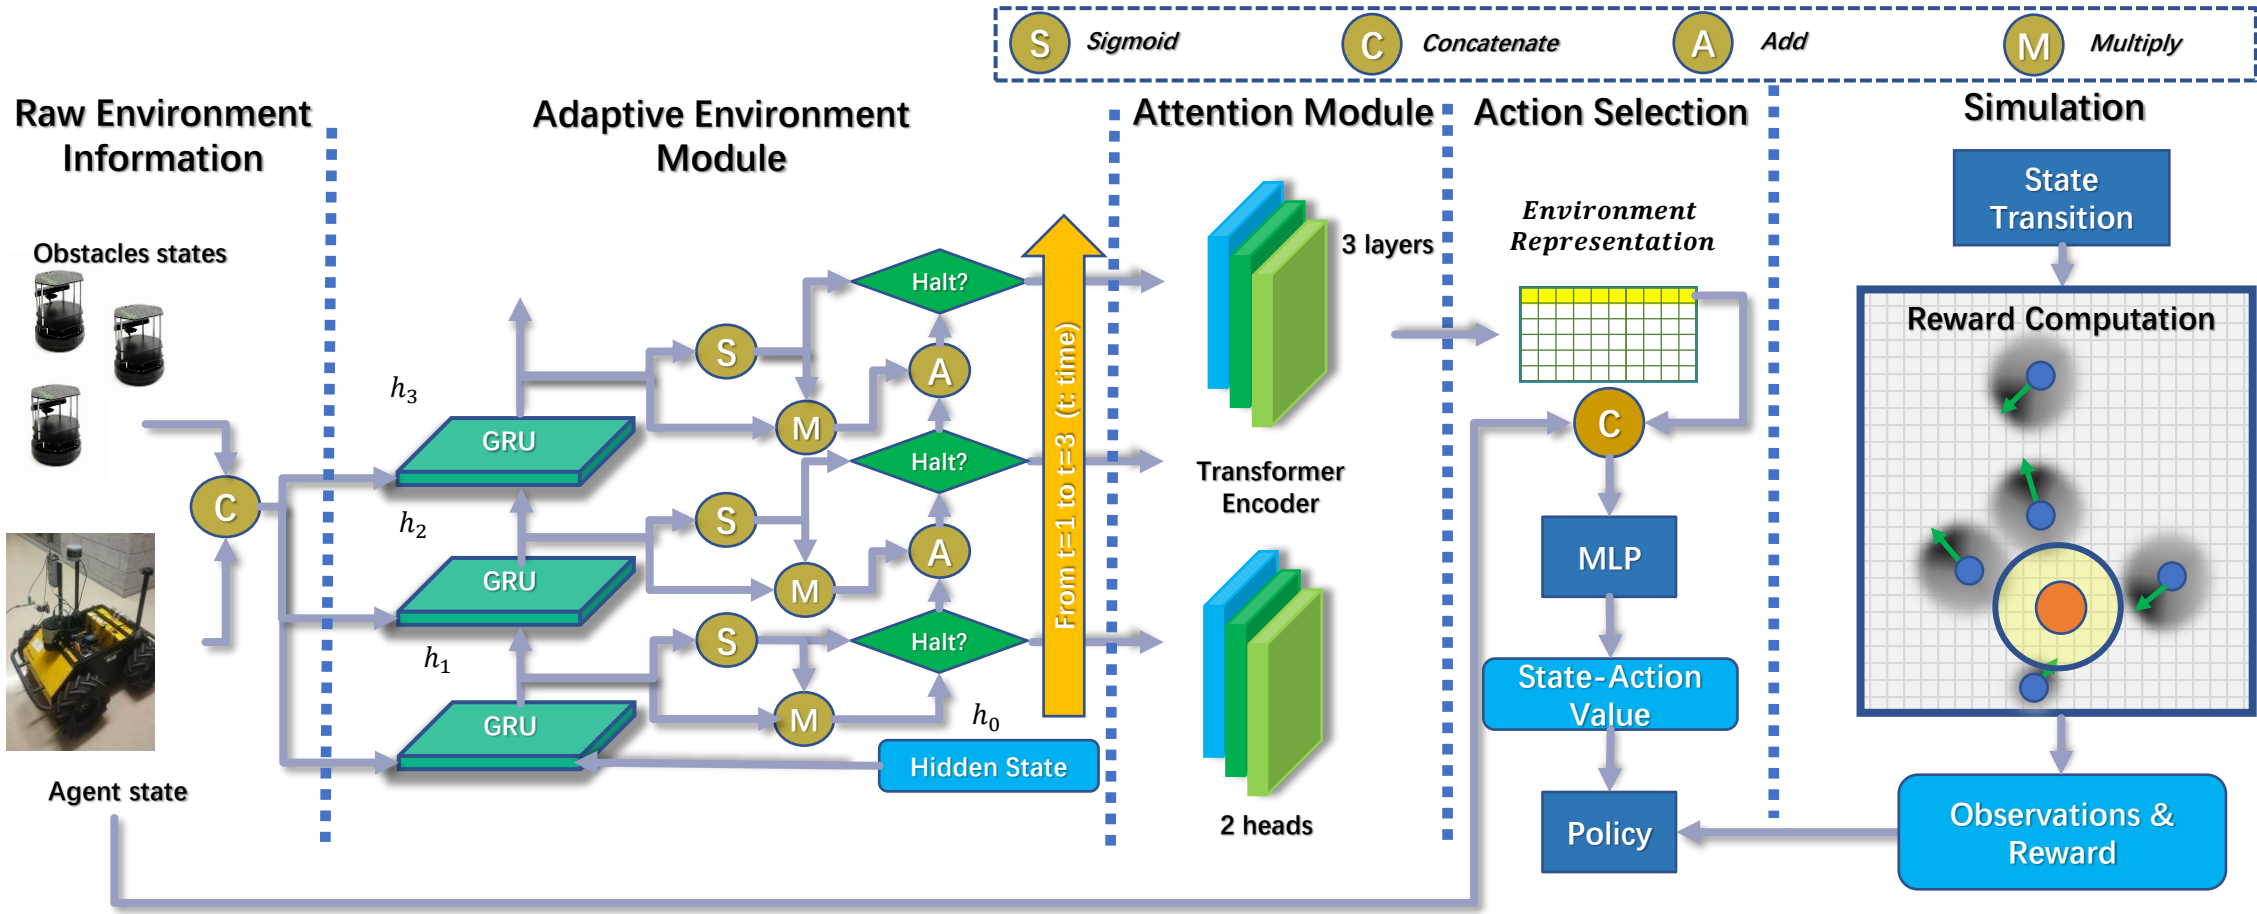 S Sigmoid C Concatenate A Add M Multiply
Raw Environment
Information
Adaptive Environment
Module
Attention Module
Action Selection
Simulation
Obstacles states
C
Agent state
h3
GRU
h2
GRU
h1
GRU
S
M
A
Halt?
S
M
A
Halt?
S
M
Halt?
h0
Hidden State
From t=1 to t=3 (t: time)
3 layers
Transformer
Encoder
2 heads
Environment
Representation
C
MLP
State-Action
Value
Policy
State
Transition
Reward Computation
Observations &
Reward